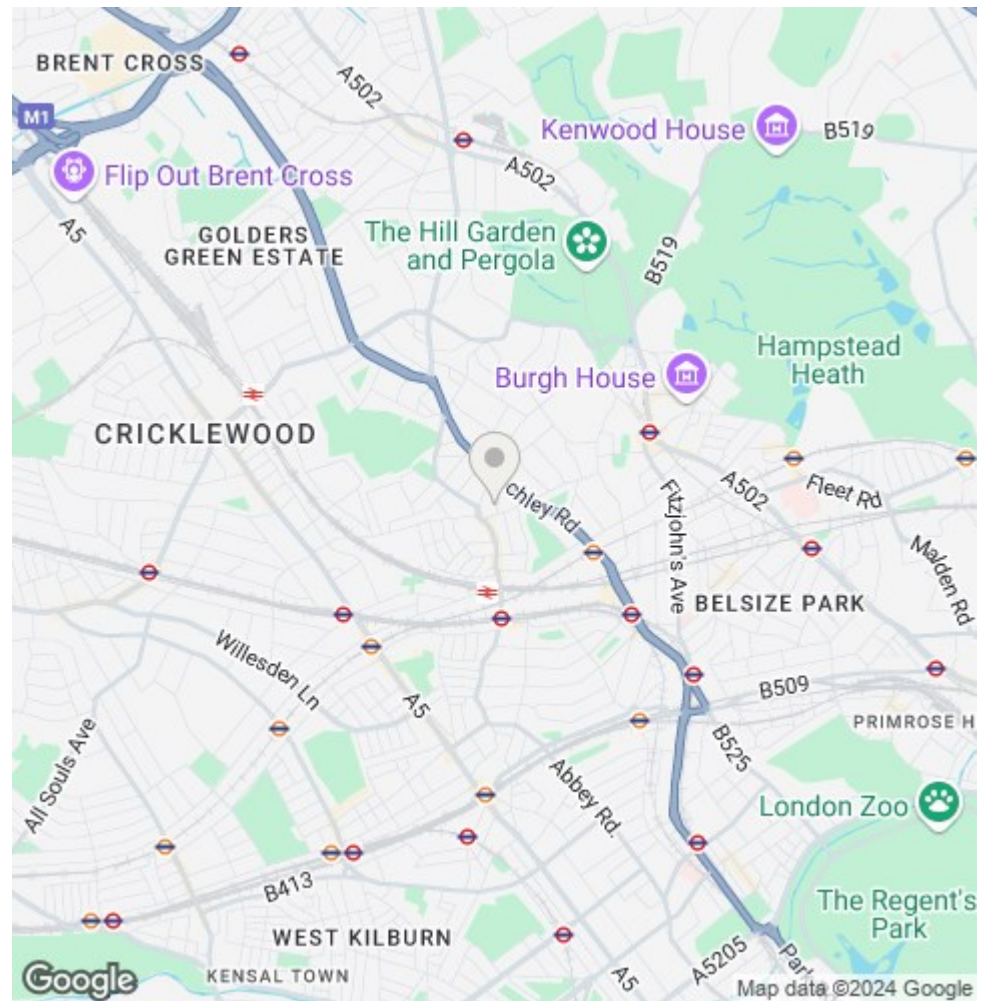 BRENT CROSS
A502
M1
Kenwood House
B519
A502
Flip Out Brent Cross
A5
GOLDERS
GREEN ESTATE
The Hill Garden
and Pergola
B519
Hampstead
Heath
Burgh House
CRICKLEWOOD
A502
Fleet Rd
chley Rd
Fitzjohn's Ave
Malden Rd
BELSIZE PARK
Willesden Ln
A5
B509
PRIMROSE H
All Souls Ave
B525
Abbey Rd.
London Zoo
B413
The Regent's
Park
WEST KILBURN
A5205
Park
KENSAL TOWN
A5
Google
Map data ©2024 Google